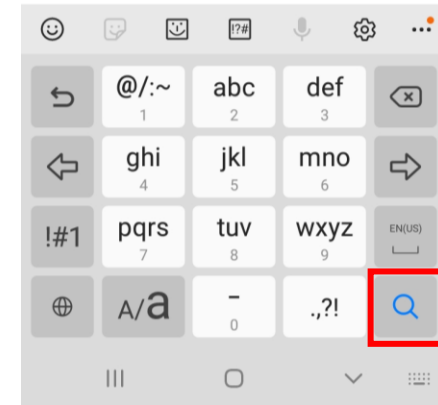 !?#
@/:~ abc def
1 2 3
ghi jkl mno
4 5 6
!#1 pqrs tuv wxyz EN(US)
7 8 9
A/a - .,?!
0